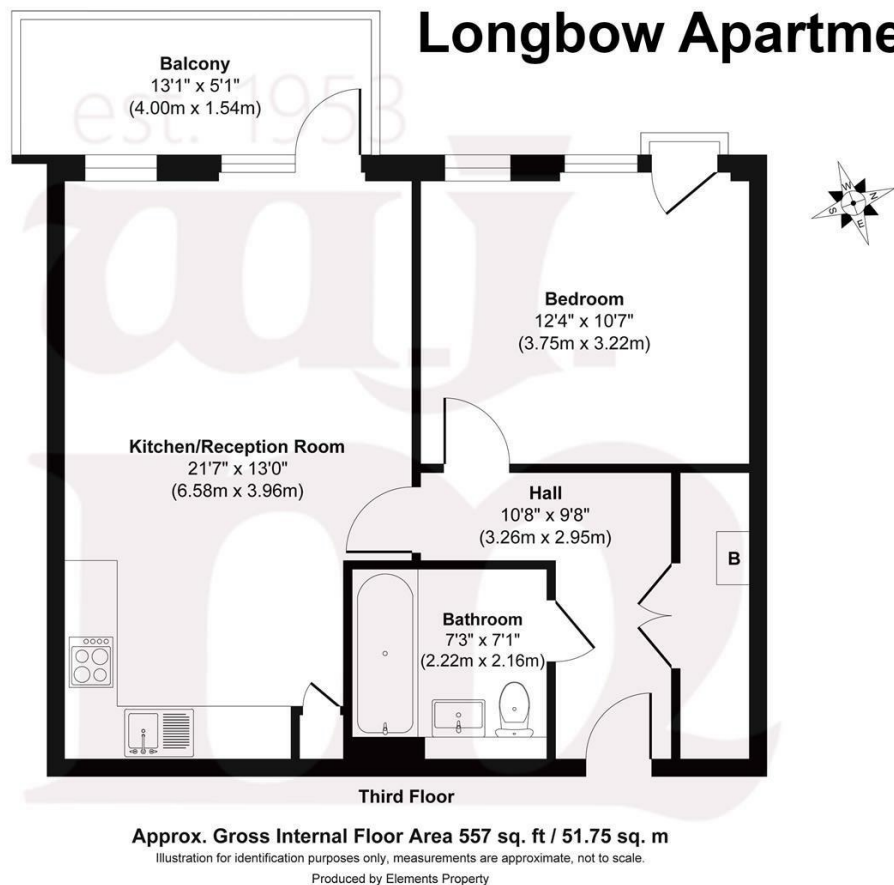 Longbow Apartme
Balcony
13'1" x 5'1"
(4.00m x 1.54m)
est. 1953
W
N
S
E
Bedroom
12'4" x 10'7"
(3.75m x 3.22m)
Kitchen/Reception Room
21'7" x 13'0"
(6.58m x 3.96m)
Hall
10'8" x 9'8"
(3.26m x 2.95m)
B
Bathroom
7'3" x 7'1"
(2.22m x 2.16m)
Third Floor
Approx. Gross Internal Floor Area 557 sq. ft / 51.75 sq. m
Illustration for identification purposes only, measurements are approximate, not to scale.
Produced by Elements Property